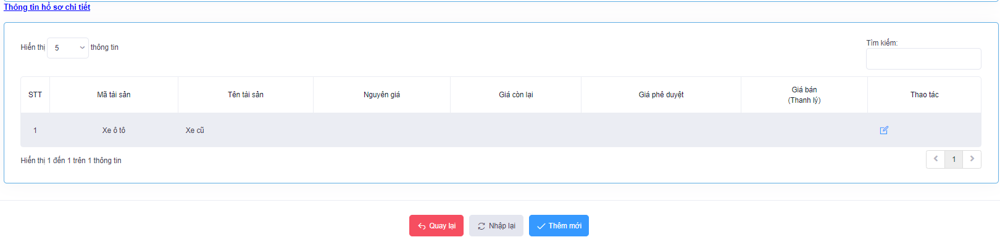 Thông tin hồ sơ chi tiết
Hiển thị 5 thông tin
Tìm kiếm:
STT Mã tài sản Tên tài sản Nguyên giá Giá còn lại Giá phê duyệt Giá bán (Thanh lý) Thao tác
1 Xe ô tô Xe cũ
Hiển thị 1 đến 1 trên 1 thông tin
1
Quay lại Nhập lại Thêm mới